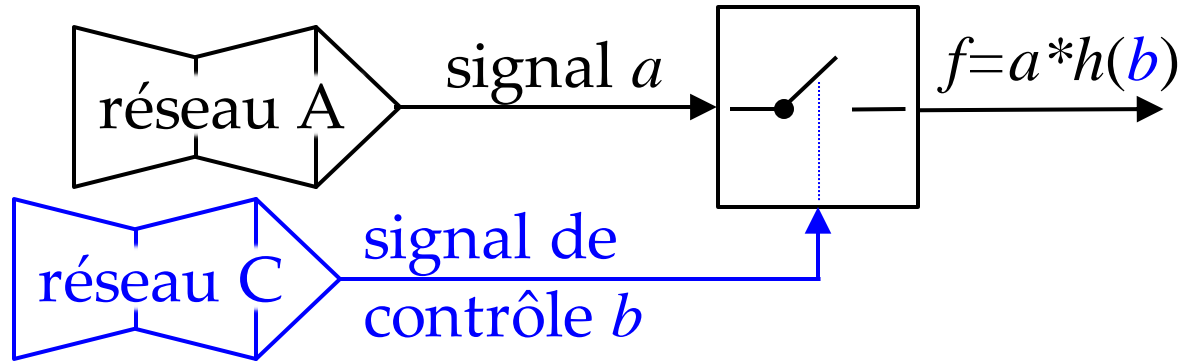 réseau A
signal a
f=a*h(b)
réseau C
signal de
contrôle b